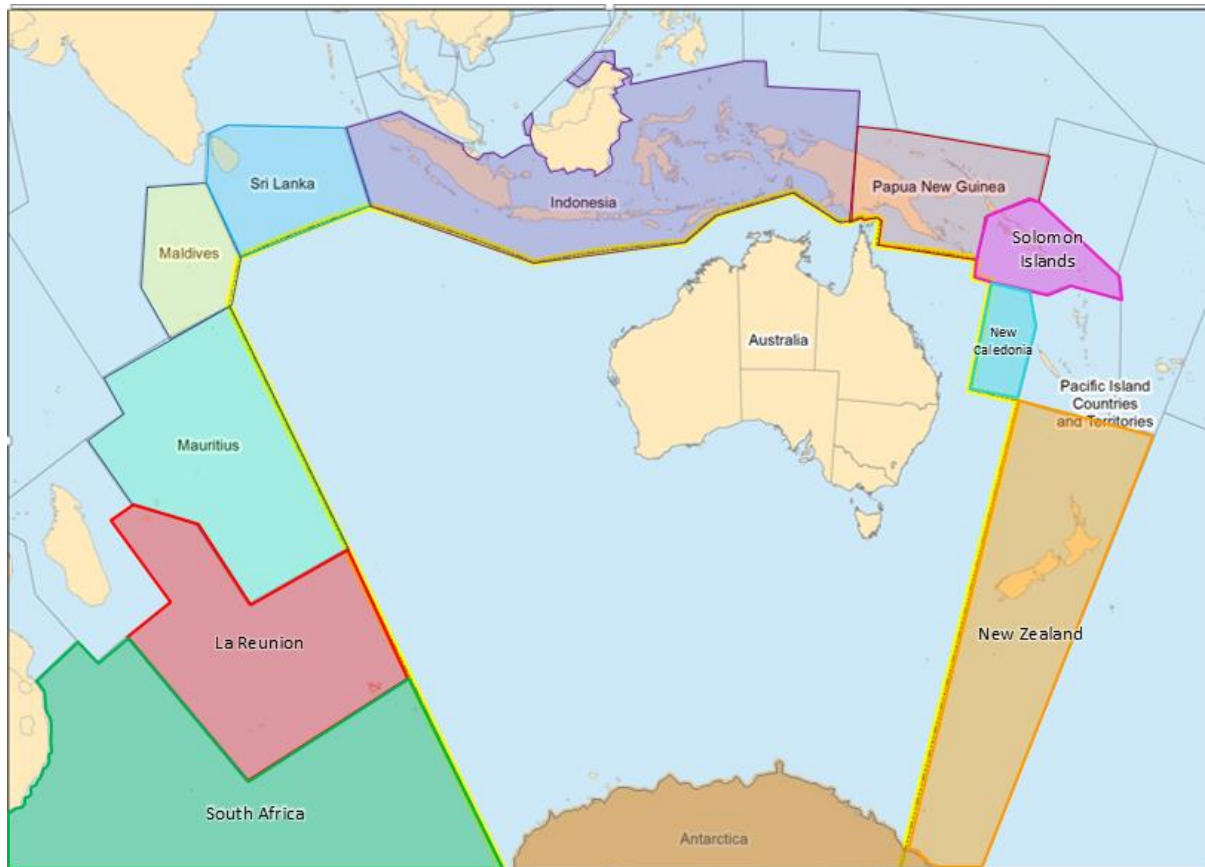 Sri Lanka
Indonesia
Papua New Guinea
Maldives
Solomon
Islands
Australia
New
Caledonia
Pacific Island
Countries
and Territories
Mauritius
La Reunion
New Zealand
South Africa
Antarctica